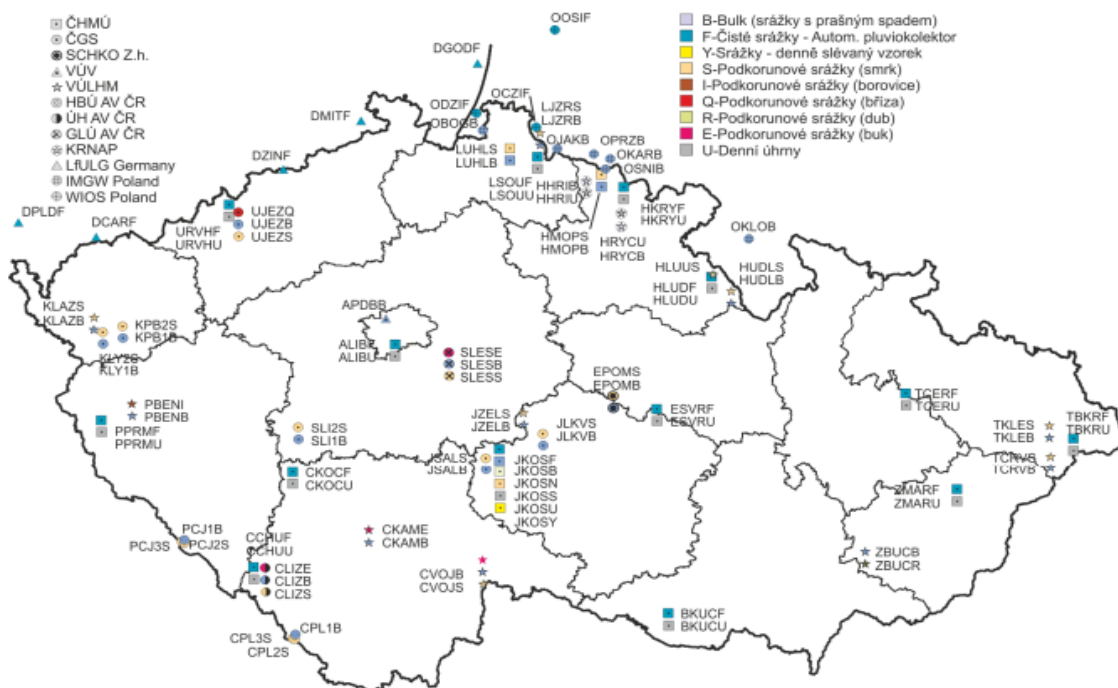 ČHMÚ
ČGS
SCHKO Z.h.
VÚV
VÚLHM
HBÚ AV ČR
ÚH AV ČR
GLÚ AV ČR
KRNAP
LfULG Germany
IMGW Poland
WIOS Poland
B-Bulk (srážky s prašným spadem)
F-Čisté srážky - Autom. pluviokolektor
Y-Srážky - denně slévaný vzorek
S-Podkorunové srážky (smrk)
I-Podkorunové srážky (borovice)
Q-Podkorunové srážky (bříza)
R-Podkorunové srážky (dub)
E-Podkorunové srážky (buk)
U-Denní úhrny
OOSIF
DGODF
ODZIF
OBOGB
OCZIF
LJZRS
LJZRB
DMITF
OJAKB
OPRZB
OKARB
OSNIB
LUHLS
LUHLB
DZINF
LSOUF
LSOUU
HHRIB
HHRIU
HKRYF
HKRYU
DPLDF
DCARF
URVHF
URVHU
UJEZQ
UJEZB
UJEZS
HMOPS
HMOPB
HRYCU
HRYCB
OKLOB
HLUUS
HLUDF
HLUDU
HUDLS
HUDLB
KLAZS
KLAZB
KPB2S
KPB1B
KLY2S
KLY1B
APDBB
ALIBF
ALIBU
SLESE
SLESB
SLESS
EPOMS
EPOMB
ESVRF
ESVRU
TCERF
TCERU
PBENI
PBENB
PPRMF
PPRMU
SLI2S
SLI1B
JZELS
JZELB
JLKVS
JLKVB
TKLES
TKLEB
TBKRF
TBKRU
TCRVS
TCRVB
JSALS
JSALB
JKOSF
JKOSB
JKOSN
JKOSS
JKOSU
JKOSY
CKOCF
CKOCU
ZMARF
ZMARU
PCJ1B
PCJ3S
PCJ2S
CCHUF
CCHUU
CLIZE
CLIZB
CLIZS
CKAME
CKAMB
CVOJB
CVOJS
ZBUCB
ZBUCR
BKUCF
BKUCU
CPL1B
CPL3S
CPL2S